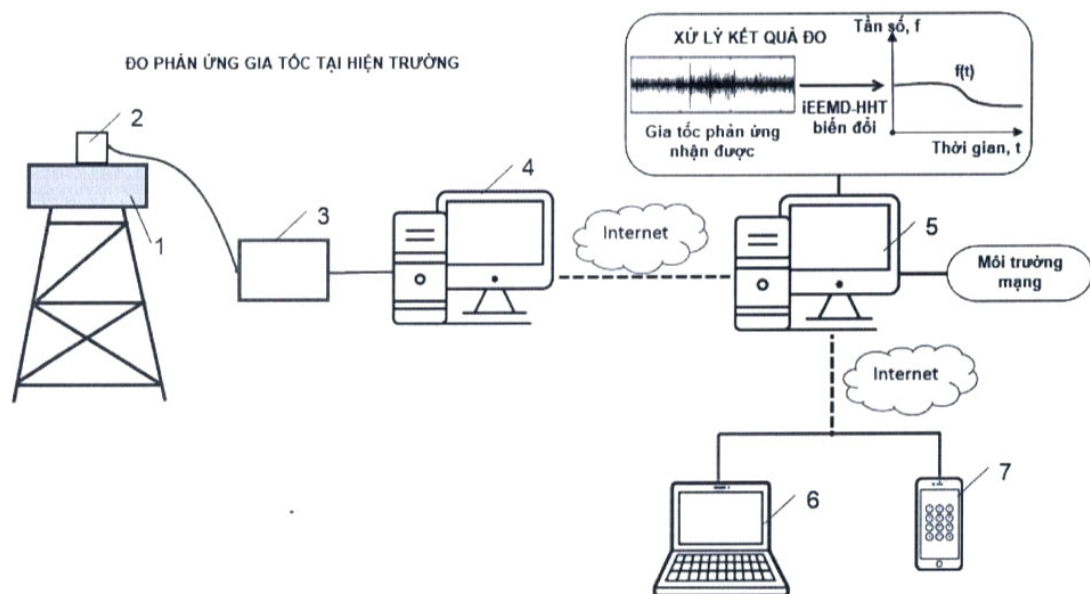 ĐO PHẢN ỨNG GIA TỐC TẠI HIỆN TRƯỜNG
2
1
3
4
Internet
XỬ LÝ KẾT QUẢ ĐO
Gia tốc phản ứng
nhận được
iEEMD-HHT
biến đổi
Tần số, f
f(t)
Thời gian, t
5
Môi trường
mạng
Internet
6
7